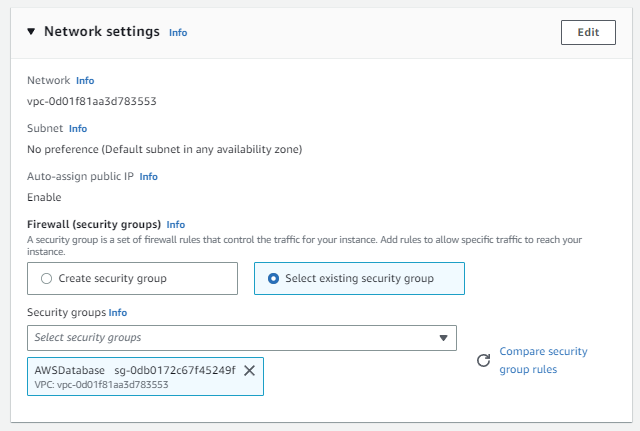 Network settings Info
Edit
Network Info
vpc-0d01f81aa3d783553
Subnet Info
No preference (Default subnet in any availability zone)
Auto-assign public IP Info
Enable
Firewall (security groups) Info
A security group is a set of firewall rules that control the traffic for your instance. Add rules to allow specific traffic to reach your
instance.
Create security group
Select existing security group
Security groups Info
Select security groups
AWSDatabase sg-0db0172c67f45249f
VPC: vpc-0d01f81aa3d783553
Compare security
group rules